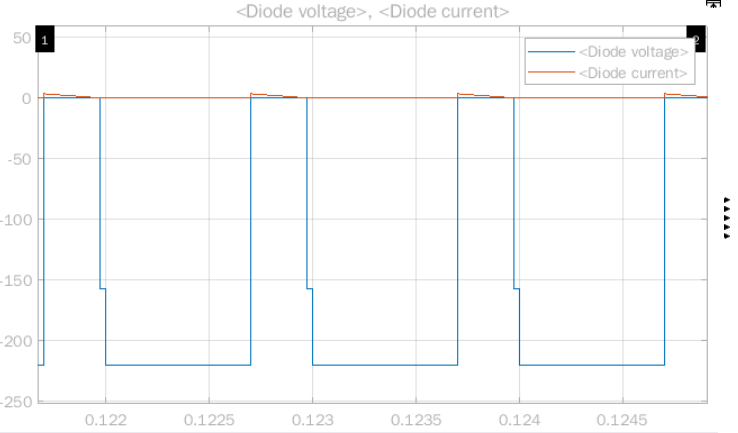 <Diode voltage>, <Diode current>
50
1
2
<Diode voltage>
<Diode current>
0
-50
-100
-150
-200
-250
0.122 0.1225 0.123 0.1235 0.124 0.1245